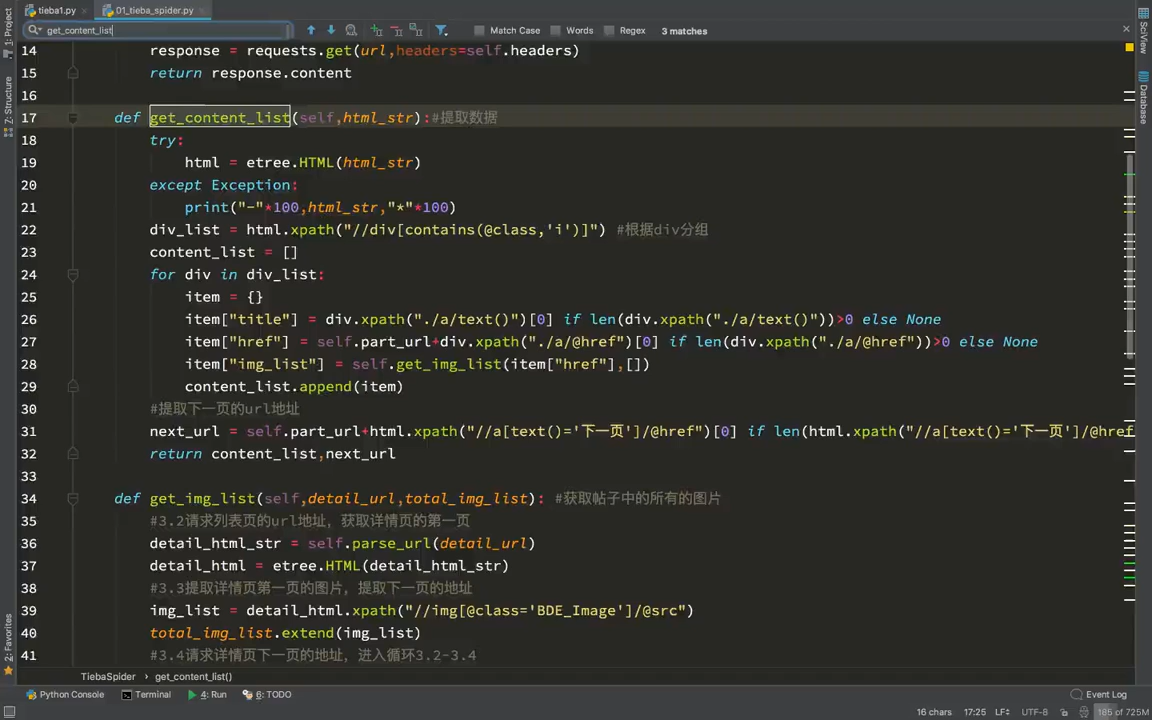 tieba1.py 01_tieba_spider.py
get_content_list Match Case Words Regex 3 matches
14 response = requests.get(url,headers=self.headers)
15 return response.content
16
17 def get_content_list(self,html_str):#提取数据
18 try:
19 html = etree.HTML(html_str)
20 except Exception:
21 print("-"*100,html_str,"*"*100)
22 div_list = html.xpath("//div[contains(@class,'i')]") #根据div分组
23 content_list = []
24 for div in div_list:
25 item = {}
26 item["title"] = div.xpath("./a/text()")[0] if len(div.xpath("./a/text()"))>0 else None
27 item["href"] = self.part_url+div.xpath("./a/@href")[0] if len(div.xpath("./a/@href"))>0 else None
28 item["img_list"] = self.get_img_list(item["href"],[])
29 content_list.append(item)
30 #提取下一页的url地址
31 next_url = self.part_url+html.xpath("//a[text()='下一页']/@href")[0] if len(html.xpath("//a[text()='下一页']/@href
32 return content_list,next_url
33
34 def get_img_list(self,detail_url,total_img_list): #获取帖子中的所有的图片
35 #3.2请求列表页的url地址，获取详情页的第一页
36 detail_html_str = self.parse_url(detail_url)
37 detail_html = etree.HTML(detail_html_str)
38 #3.3提取详情页第一页的图片，提取下一页的地址
39 img_list = detail_html.xpath("//img[@class='BDE_Image']/@src")
40 total_img_list.extend(img_list)
41 #3.4请求详情页下一页的地址，进入循环3.2-3.4
TiebaSpider › get_content_list()
Python Console Terminal 4: Run 6: TODO Event Log
16 chars 17:25 LF÷ UTF-8 185 of 725M
1: Project
7: Structure
2: Favorites
SciView
Database